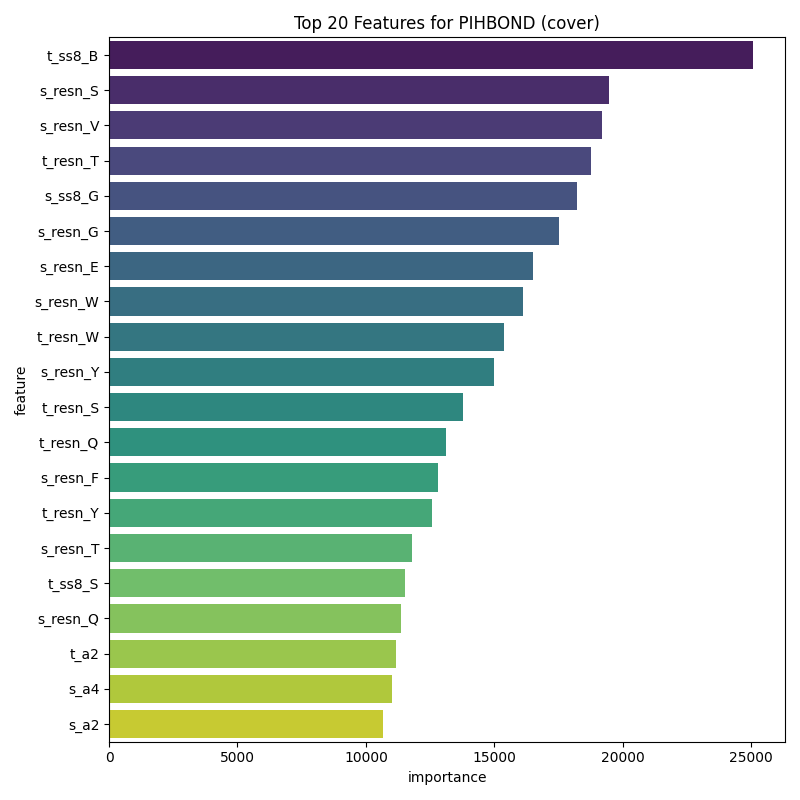 Top 20 Features for PIHBOND (cover)
t_ss8_B
s_resn_S
s_resn_V
t_resn_T
s_ss8_G
s_resn_G
s_resn_E
s_resn_W
t_resn_W
s_resn_Y
t_resn_S
t_resn_Q
s_resn_F
t_resn_Y
s_resn_T
t_ss8_S
s_resn_Q
t_a2
s_a4
s_a2
feature
0 5000 10000 15000 20000 25000
importance